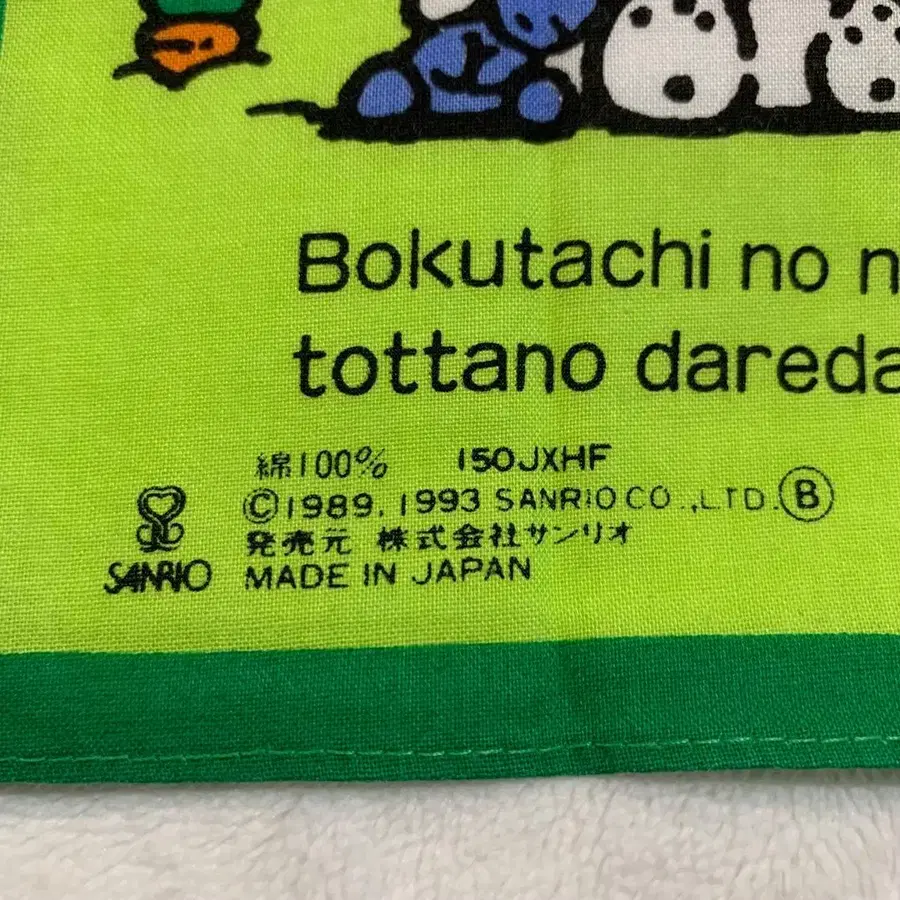 Bokutachi no n
tottano dareda
綿100% 150JXHF
©1989, 1993 SANRIO CO.,LTD. Ⓑ
発売元 株式会社サンリオ
SANRIO MADE IN JAPAN